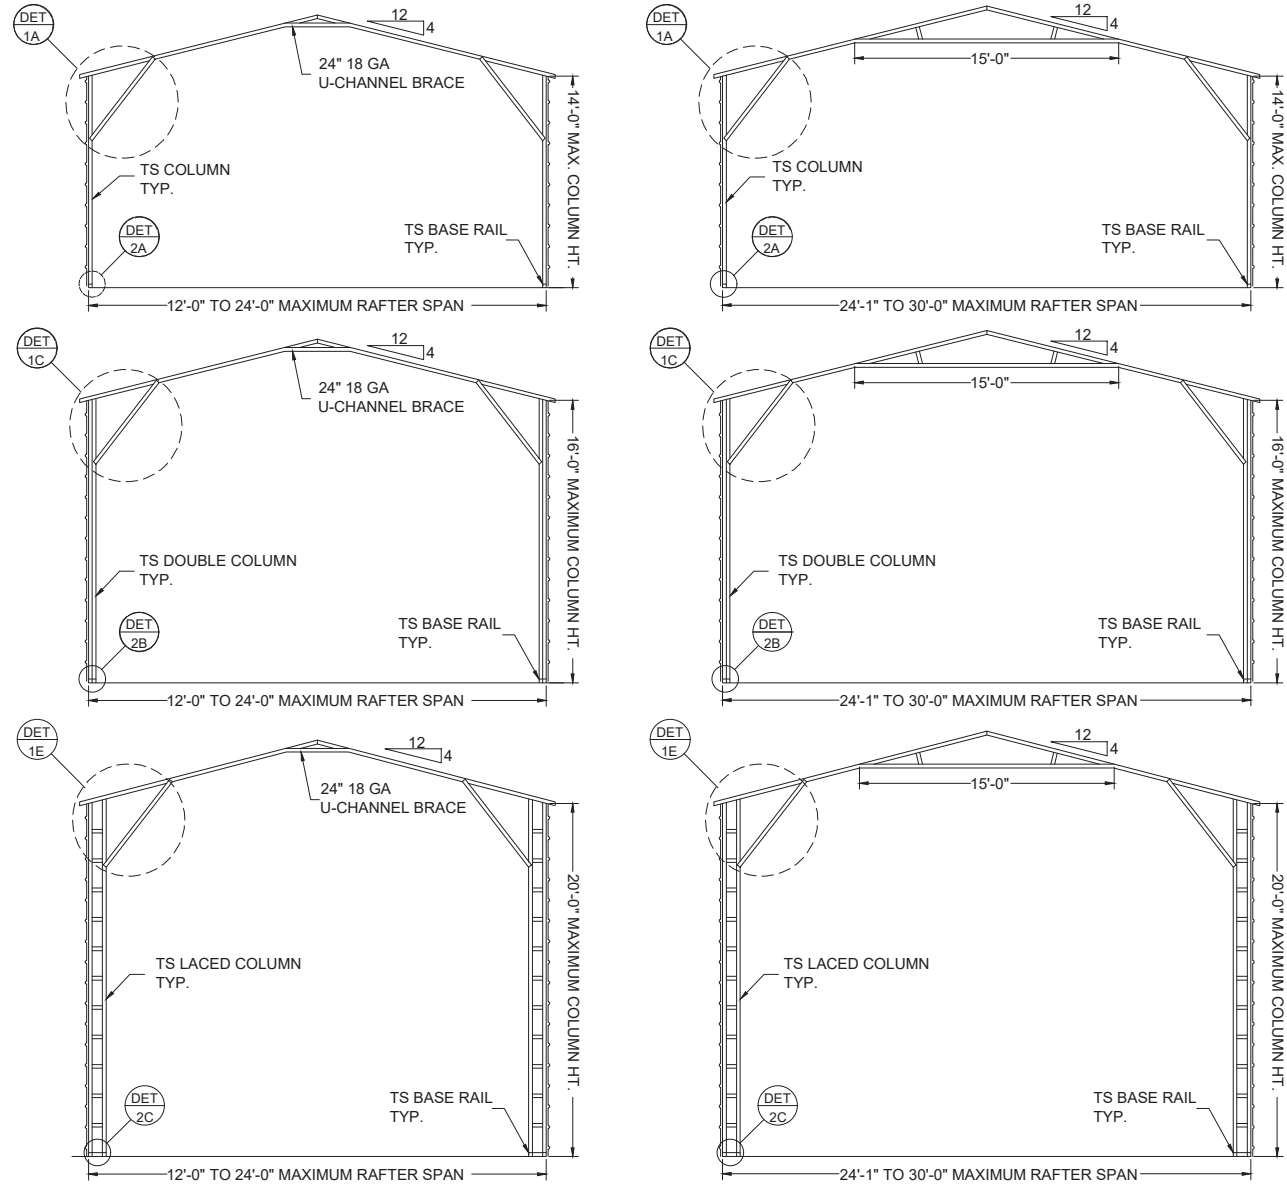 DET
1A
12
4
24" 18 GA
U-CHANNEL BRACE
TS COLUMN
TYP.
DET
2A
TS BASE RAIL
TYP.
14'-0" MAX. COLUMN HT.
12'-0" TO 24'-0" MAXIMUM RAFTER SPAN
DET
1A
12
4
15'-0"
TS COLUMN
TYP.
DET
2A
TS BASE RAIL
TYP.
14'-0" MAX. COLUMN HT.
24'-1" TO 30'-0" MAXIMUM RAFTER SPAN
DET
1C
12
4
24" 18 GA
U-CHANNEL BRACE
TS DOUBLE COLUMN
TYP.
DET
2B
TS BASE RAIL
TYP.
16'-0" MAXIMUM COLUMN HT.
12'-0" TO 24'-0" MAXIMUM RAFTER SPAN
DET
1C
12
4
15'-0"
TS DOUBLE COLUMN
TYP.
DET
2B
TS BASE RAIL
TYP.
16'-0" MAXIMUM COLUMN HT.
24'-1" TO 30'-0" MAXIMUM RAFTER SPAN
DET
1E
12
4
24" 18 GA
U-CHANNEL BRACE
TS LACED COLUMN
TYP.
DET
2C
TS BASE RAIL
TYP.
20'-0" MAXIMUM COLUMN HT.
12'-0" TO 24'-0" MAXIMUM RAFTER SPAN
DET
1E
12
4
15'-0"
TS LACED COLUMN
TYP.
DET
2C
TS BASE RAIL
TYP.
20'-0" MAXIMUM COLUMN HT.
24'-1" TO 30'-0" MAXIMUM RAFTER SPAN